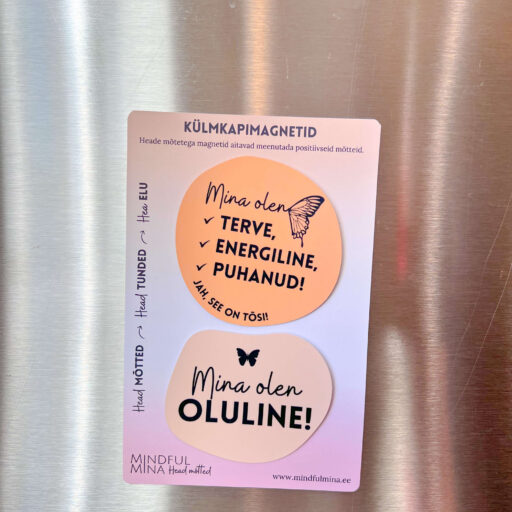 KÜLMKAPIMAGNETID
Heade mõtetega magnetid aitavad meenutada positiivseid mõtteid.
Mina olen
✓ TERVE,
✓ ENERGILINE,
✓ PUHANUD!
JAH, SEE ON TÕSI!
Head MÕTTED → Head TUNDED → Hea ELU
Mina olen
OLULINE!
MINDFUL
MINA Head mõtted
www.mindfulmina.ee